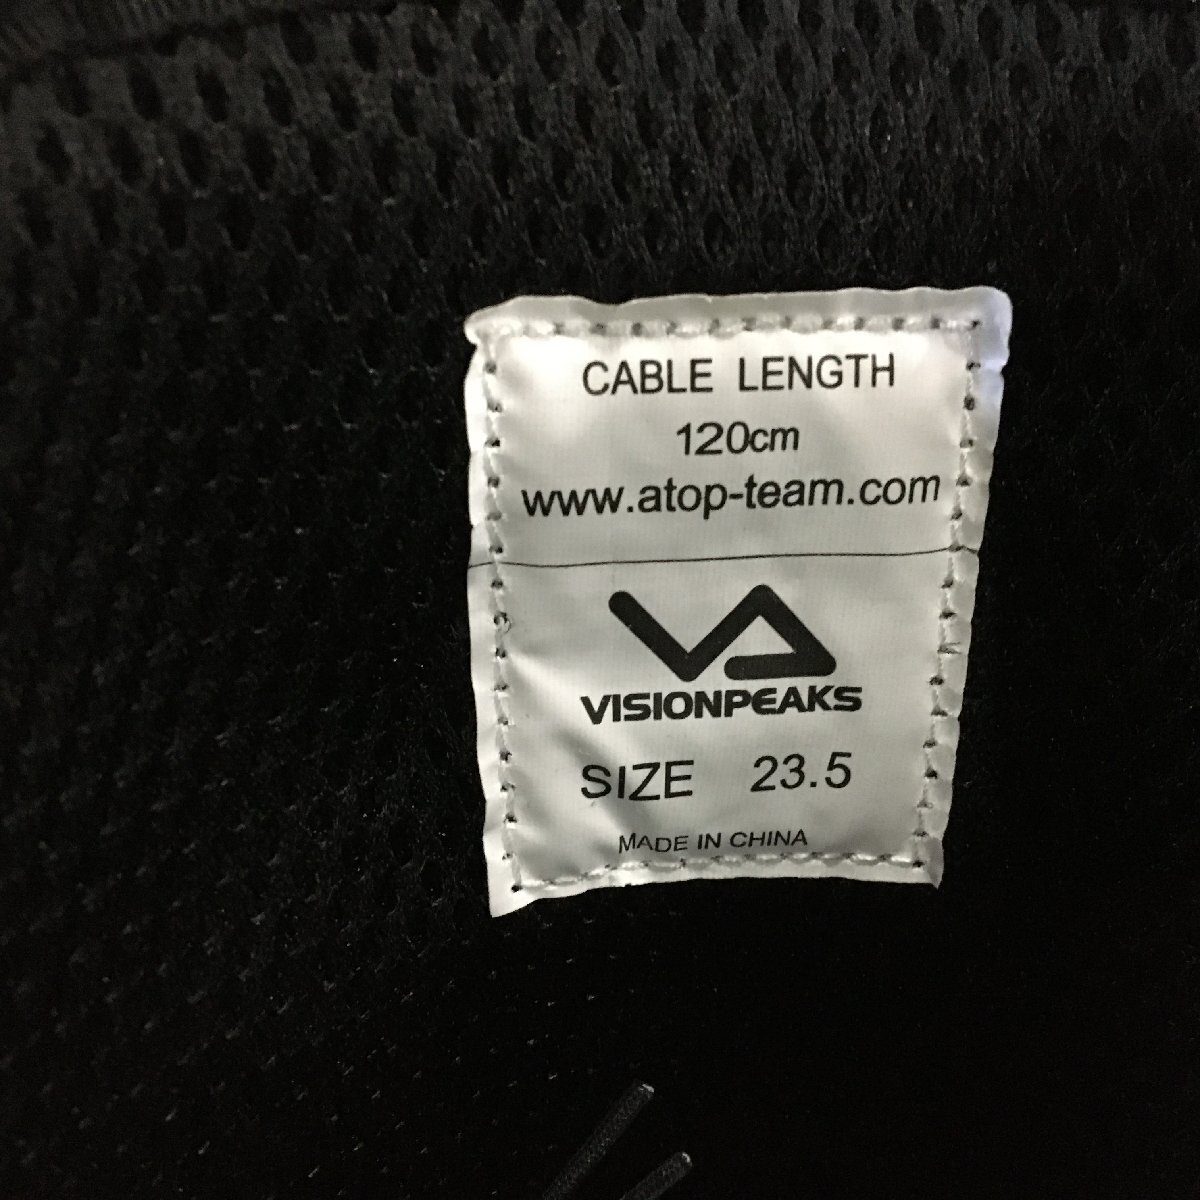 CABLE LENGTH
120cm
www.atop-team.com
VISIONPEAKS
SIZE 23.5
MADE IN CHINA